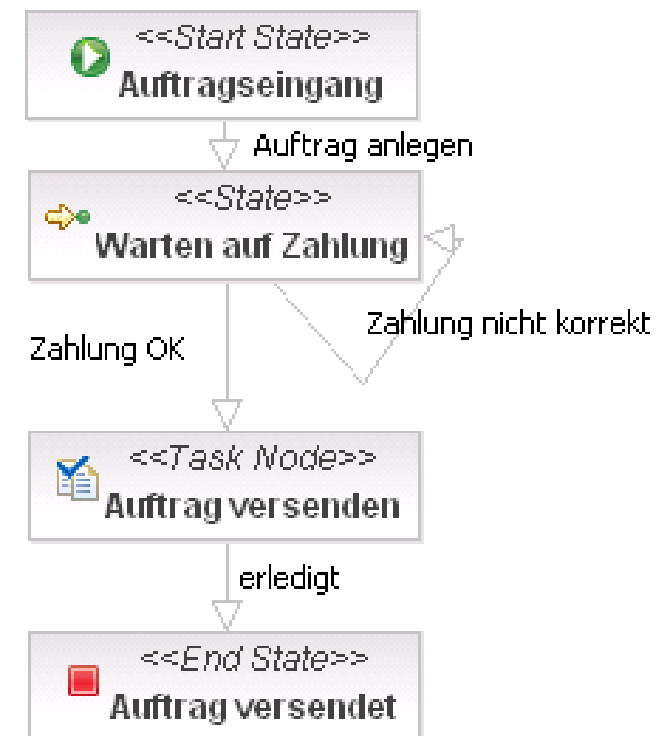 <<Start State>>
Auftragseingang
Auftrag anlegen
<<State>>
Warten auf Zahlung
Zahlung nicht korrekt
Zahlung OK
<<Task Node>>
Auftrag versenden
erledigt
<<End State>>
Auftrag versendet